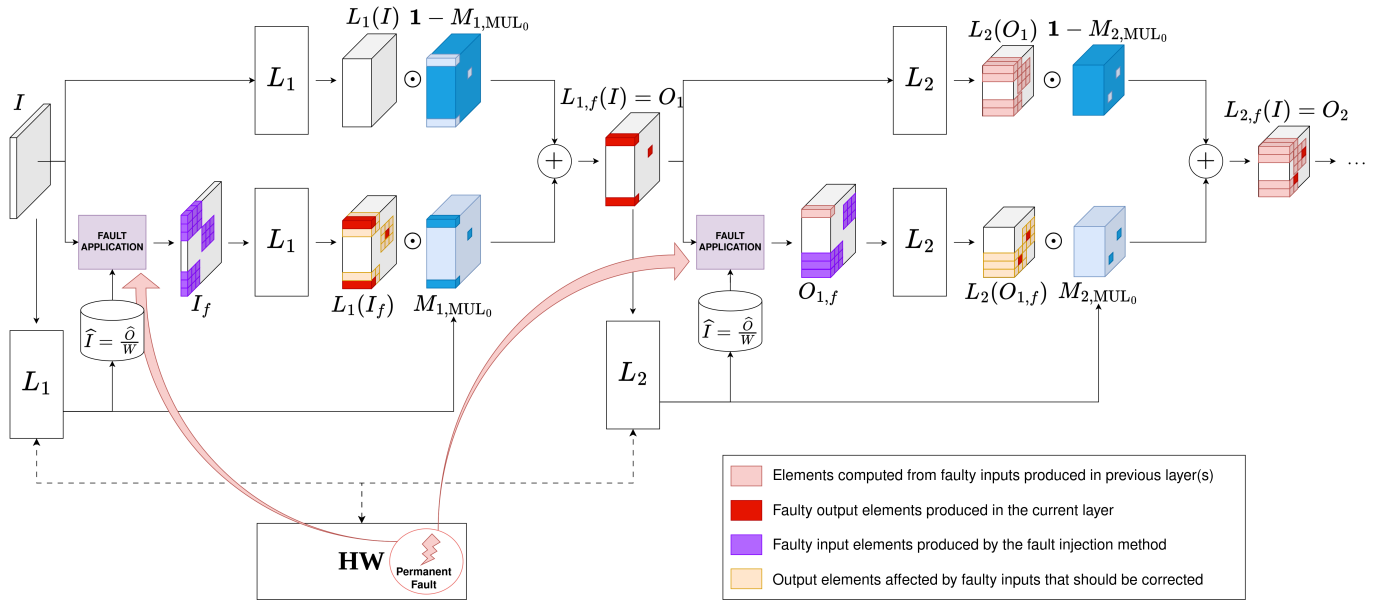 L₁(I) 𝟏 − M₁,MUL₀
L₁
⊙
I
L₁,f(I) = O₁
+
L₂(O₁) 𝟏 − M₂,MUL₀
L₂
⊙
L₂,f(I) = O₂
+
...
FAULT
APPLICATION
I_f
L₁
⊙
L₁(I_f)
M₁,MUL₀
Î = Ô/W
L₁
FAULT
APPLICATION
O₁,f
L₂
⊙
L₂(O₁,f)
M₂,MUL₀
Î = Ô/W
L₂
HW
Permanent
Fault
Elements computed from faulty inputs produced in previous layer(s)
Faulty output elements produced in the current layer
Faulty input elements produced by the fault injection method
Output elements affected by faulty inputs that should be corrected